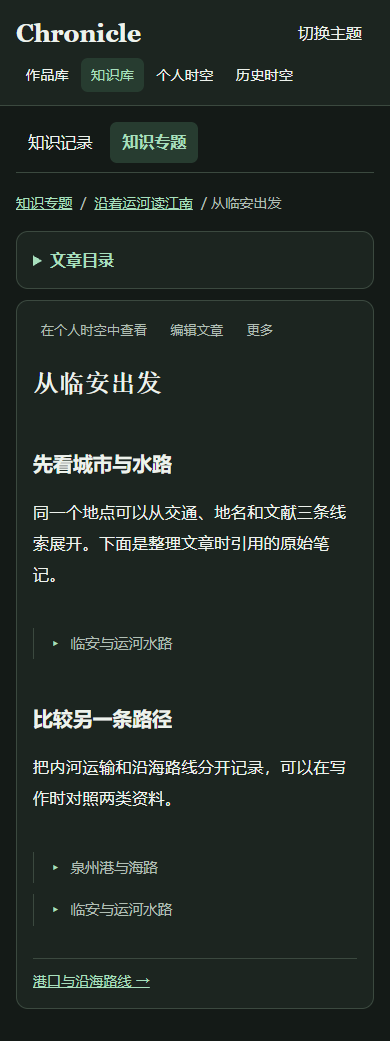 Chronicle 切换主题
作品库 知识库 个人时空 历史时空
知识记录 知识专题
知识专题 / 沿着运河读江南 / 从临安出发
▶ 文章目录
在个人时空中查看 编辑文章 更多
从临安出发
先看城市与水路
同一个地点可以从交通、地名和文献三条线
索展开。下面是整理文章时引用的原始笔
记。
▸ 临安与运河水路
比较另一条路径
把内河运输和沿海路线分开记录，可以在写
作时对照两类资料。
▸ 泉州港与海路
▸ 临安与运河水路
港口与沿海路线 →